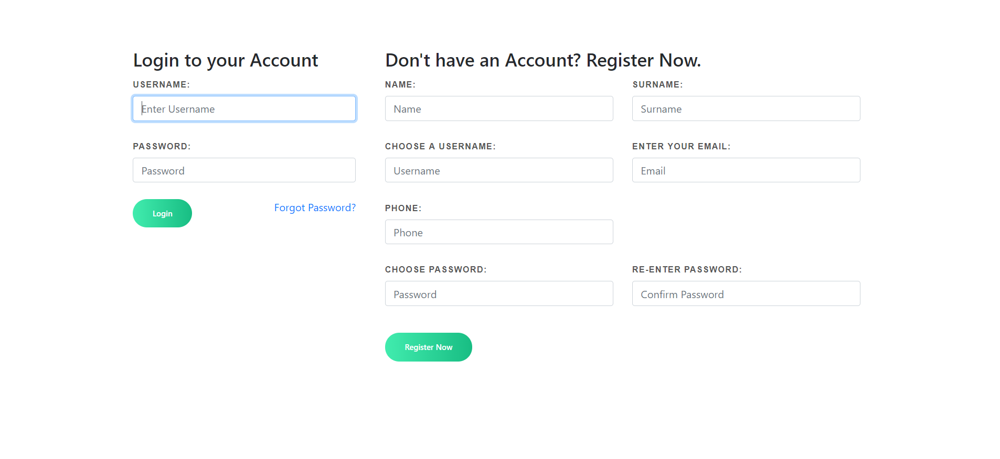 Login to your Account
USERNAME:
Enter Username
PASSWORD:
Password
Login
Forgot Password?
Don't have an Account? Register Now.
NAME:
Name
SURNAME:
Surname
CHOOSE A USERNAME:
Username
ENTER YOUR EMAIL:
Email
PHONE:
Phone
CHOOSE PASSWORD:
Password
RE-ENTER PASSWORD:
Confirm Password
Register Now